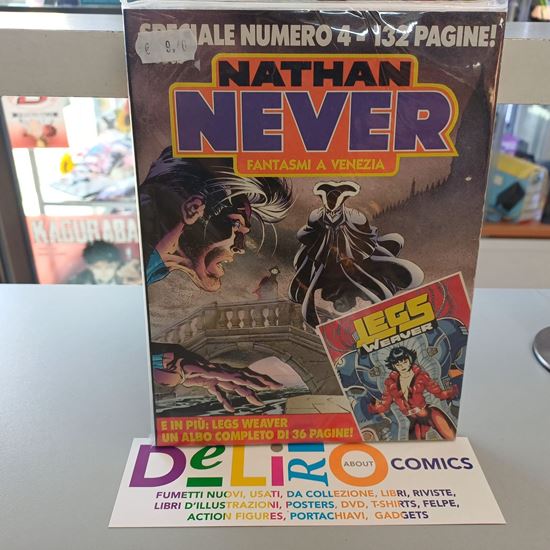 SPECIALE NUMERO 4 - 132 PAGINE!
NATHAN
NEVER
FANTASMI A VENEZIA
KAGURABA
LEGS
WEAVER
E IN PIÙ: LEGS WEAVER
UN ALBO COMPLETO DI 36 PAGINE!
DeLiRiO ABOUT COMICS
FUMETTI NUOVI, USATI, DA COLLEZIONE, LIBRI, RIVISTE,
LIBRI D'ILLUSTRAZIONI, POSTERS, DVD, T-SHIRTS, FELPE,
ACTION FIGURES, PORTACHIAVI, GADGETS